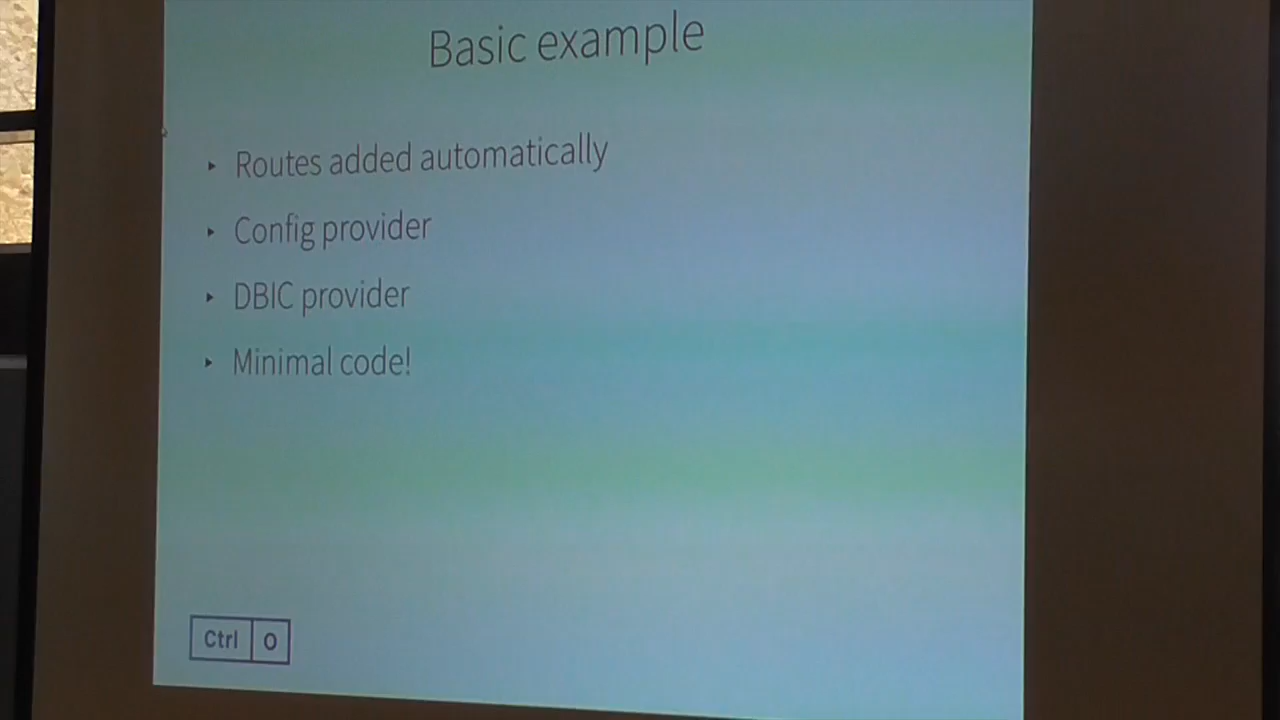 Basic example
Routes added automatically
Config provider
DBIC provider
Minimal code!
Ctrl O